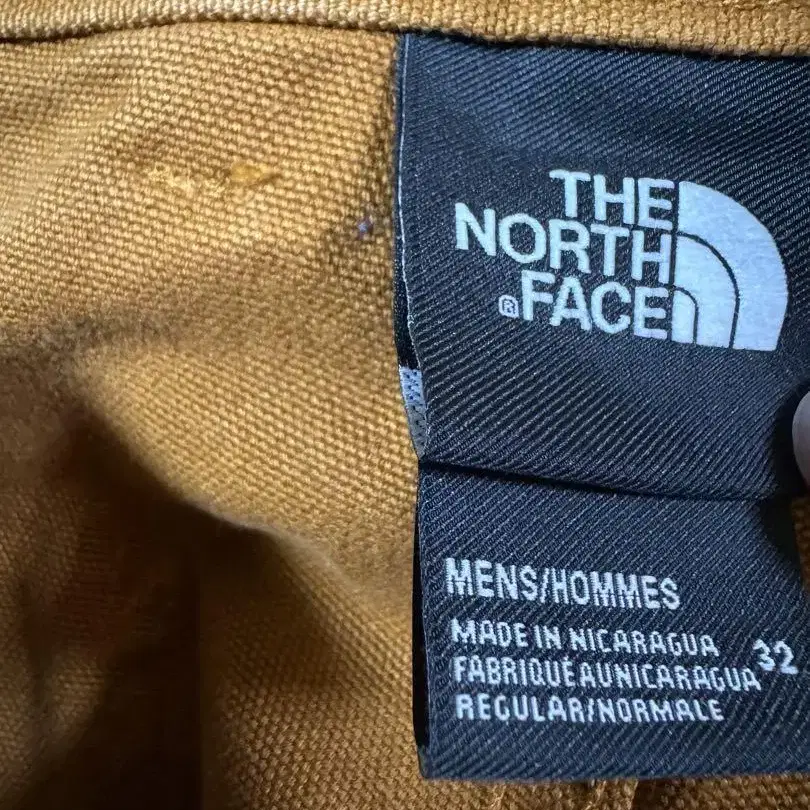 THE
NORTH
®FACE
MENS/HOMMES
MADE IN NICARAGUA 32
FABRIQUÉ AU NICARAGUA
REGULAR/NORMALE